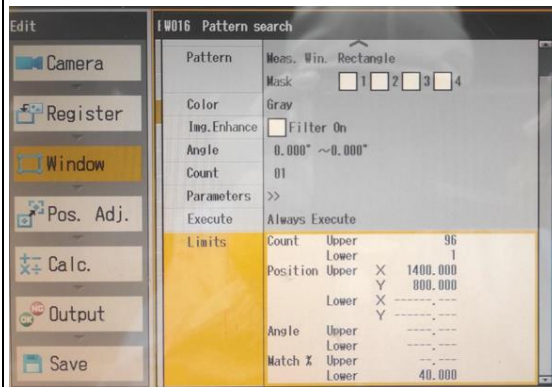 Edit
Camera
Register
Window
Pos. Adj.
Calc.
Output
Save
W016 Pattern search
Pattern Meas. Win. Rectangle
Mask 1 2 3 4
Color Gray
Img.Enhance Filter On
Angle 0.000° ~0.000°
Count 01
Parameters >>
Execute Always Execute
Limits Count Upper 96
Lower 1
Position Upper X 1400.000
Y 800.000
Lower X ------.---
Y ------.---
Angle Upper ----.---
Lower ----.---
Match % Upper --.---
Lower 40.000